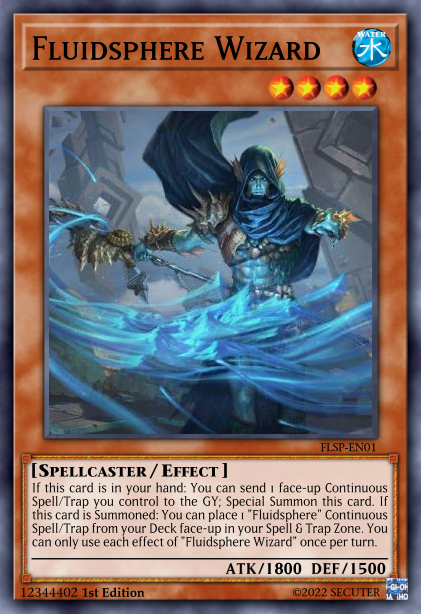 Fluidsphere Wizard
WATER
水
FLSP-EN01
[Spellcaster / Effect]
If this card is in your hand: You can send 1 face-up Continuous
Spell/Trap you control to the GY; Special Summon this card. If
this card is Summoned: You can place 1 "Fluidsphere" Continuous
Spell/Trap from your Deck face-up in your Spell & Trap Zone. You
can only use each effect of "Fluidsphere Wizard" once per turn.
ATK/1800 DEF/1500
12344402 1st Edition ©2022 SECUTER